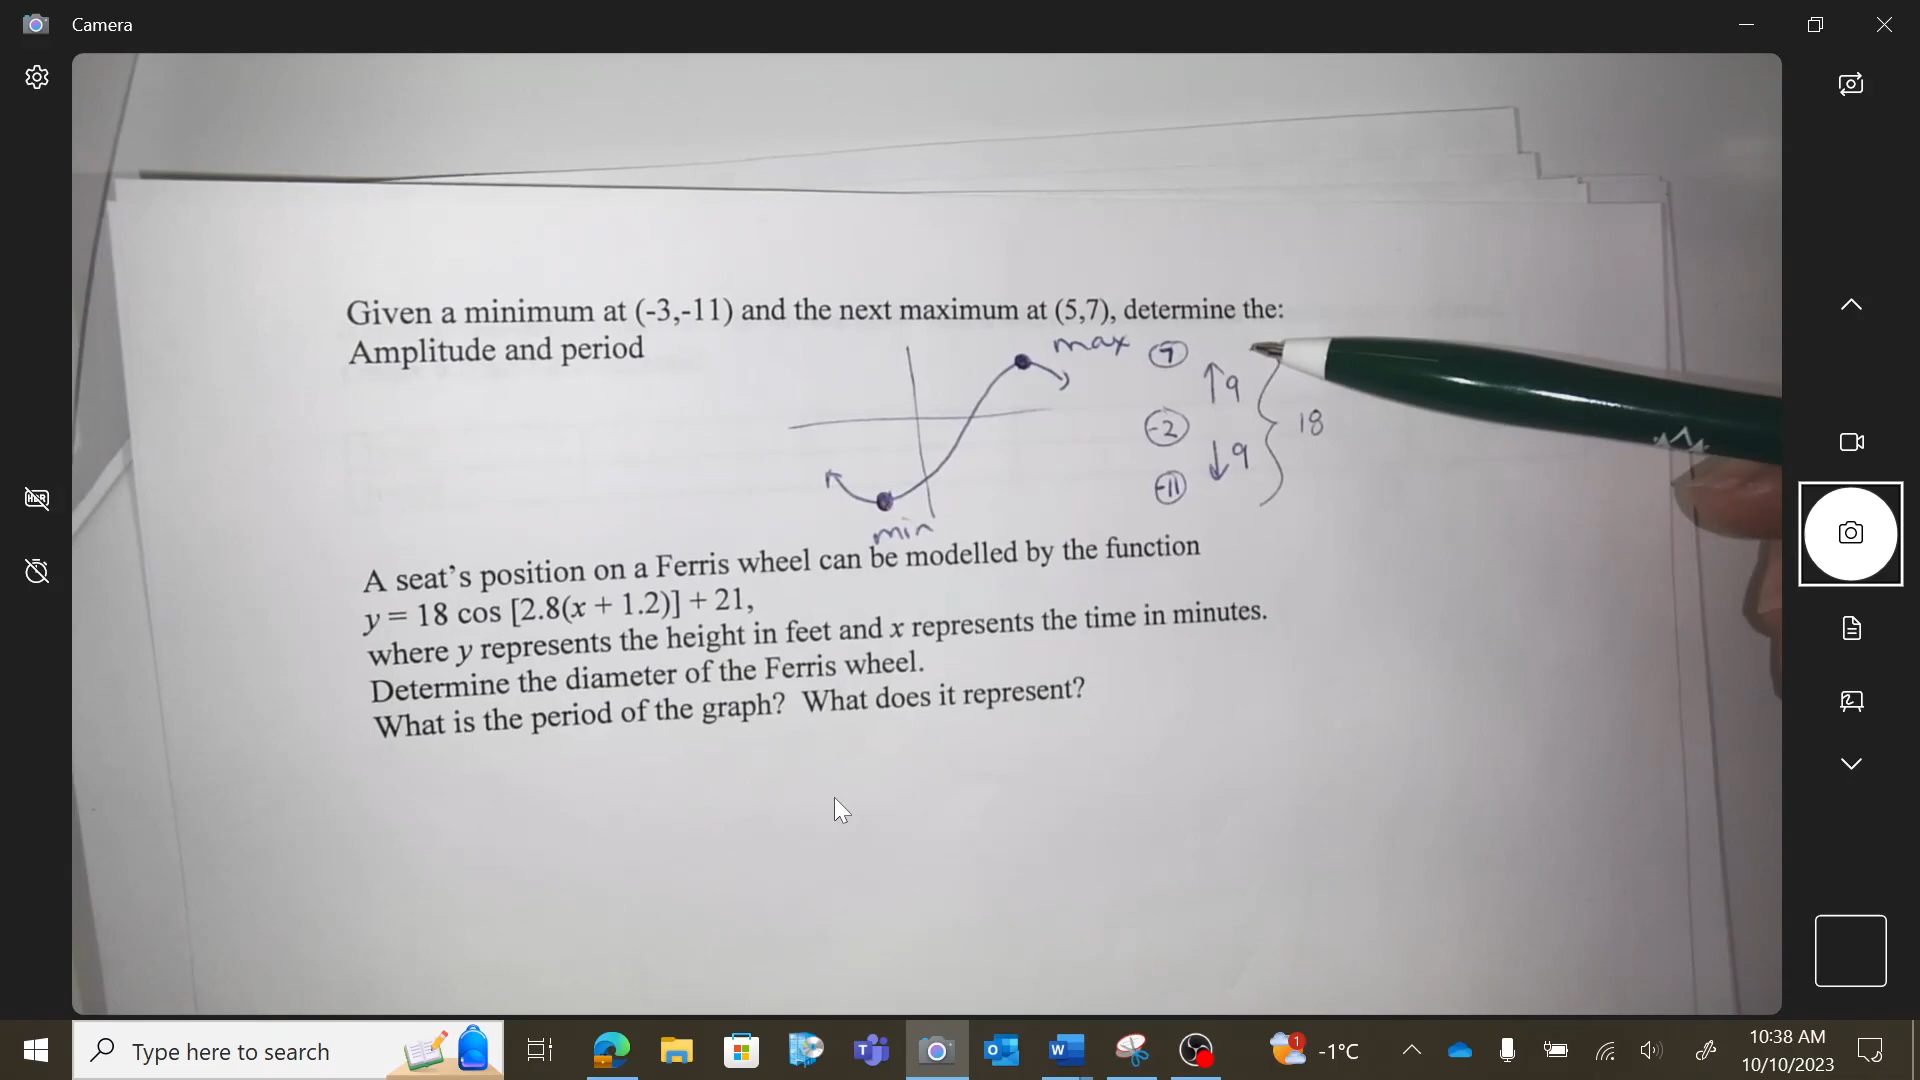 Camera
Given a minimum at (-3,-11) and the next maximum at (5,7), determine the:
Amplitude and period
max
7
↑9
-2
18
↓9
-11
min
A seat's position on a Ferris wheel can be modelled by the function
y = 18 cos [2.8(x + 1.2)] + 21,
where y represents the height in feet and x represents the time in minutes.
Determine the diameter of the Ferris wheel.
What is the period of the graph? What does it represent?
HDR
Type here to search
1
-1°C
10:38 AM
10/10/2023